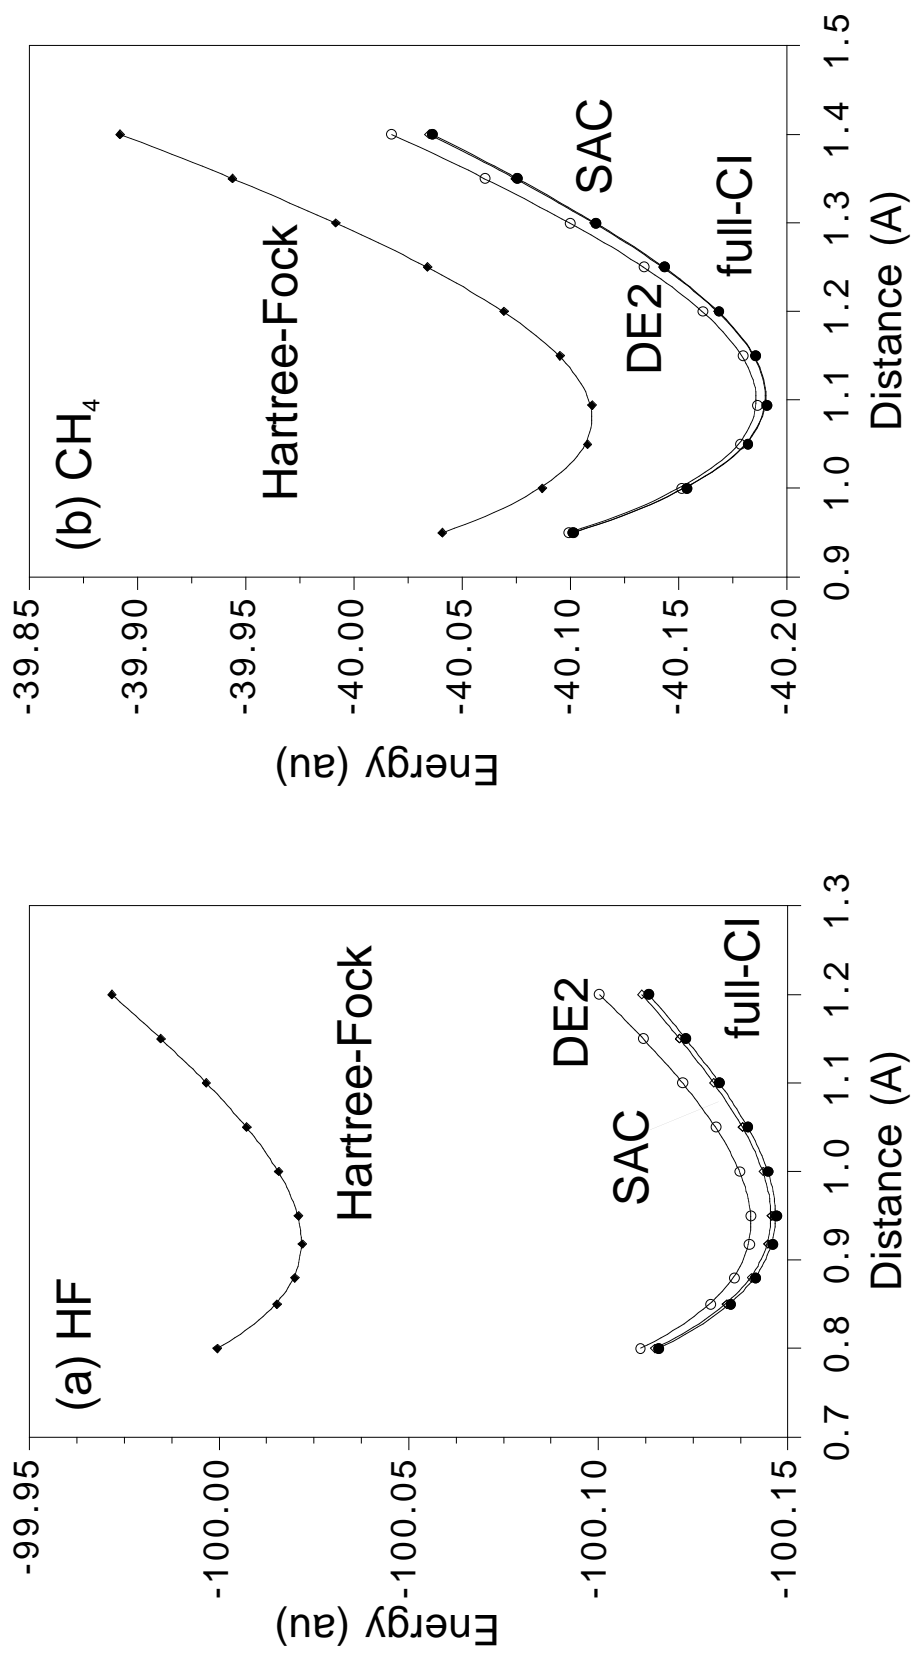 (a) HF
Energy (au)
-99.95
-100.00
-100.05
-100.10
-100.15
Hartree-Fock
DE2
SAC
full-CI
0.7 0.8 0.9 1.0 1.1 1.2 1.3
Distance (A)
(b) CH₄
Energy (au)
-39.85
-39.90
-39.95
-40.00
-40.05
-40.10
-40.15
-40.20
Hartree-Fock
SAC
DE2
full-CI
0.9 1.0 1.1 1.2 1.3 1.4 1.5
Distance (A)